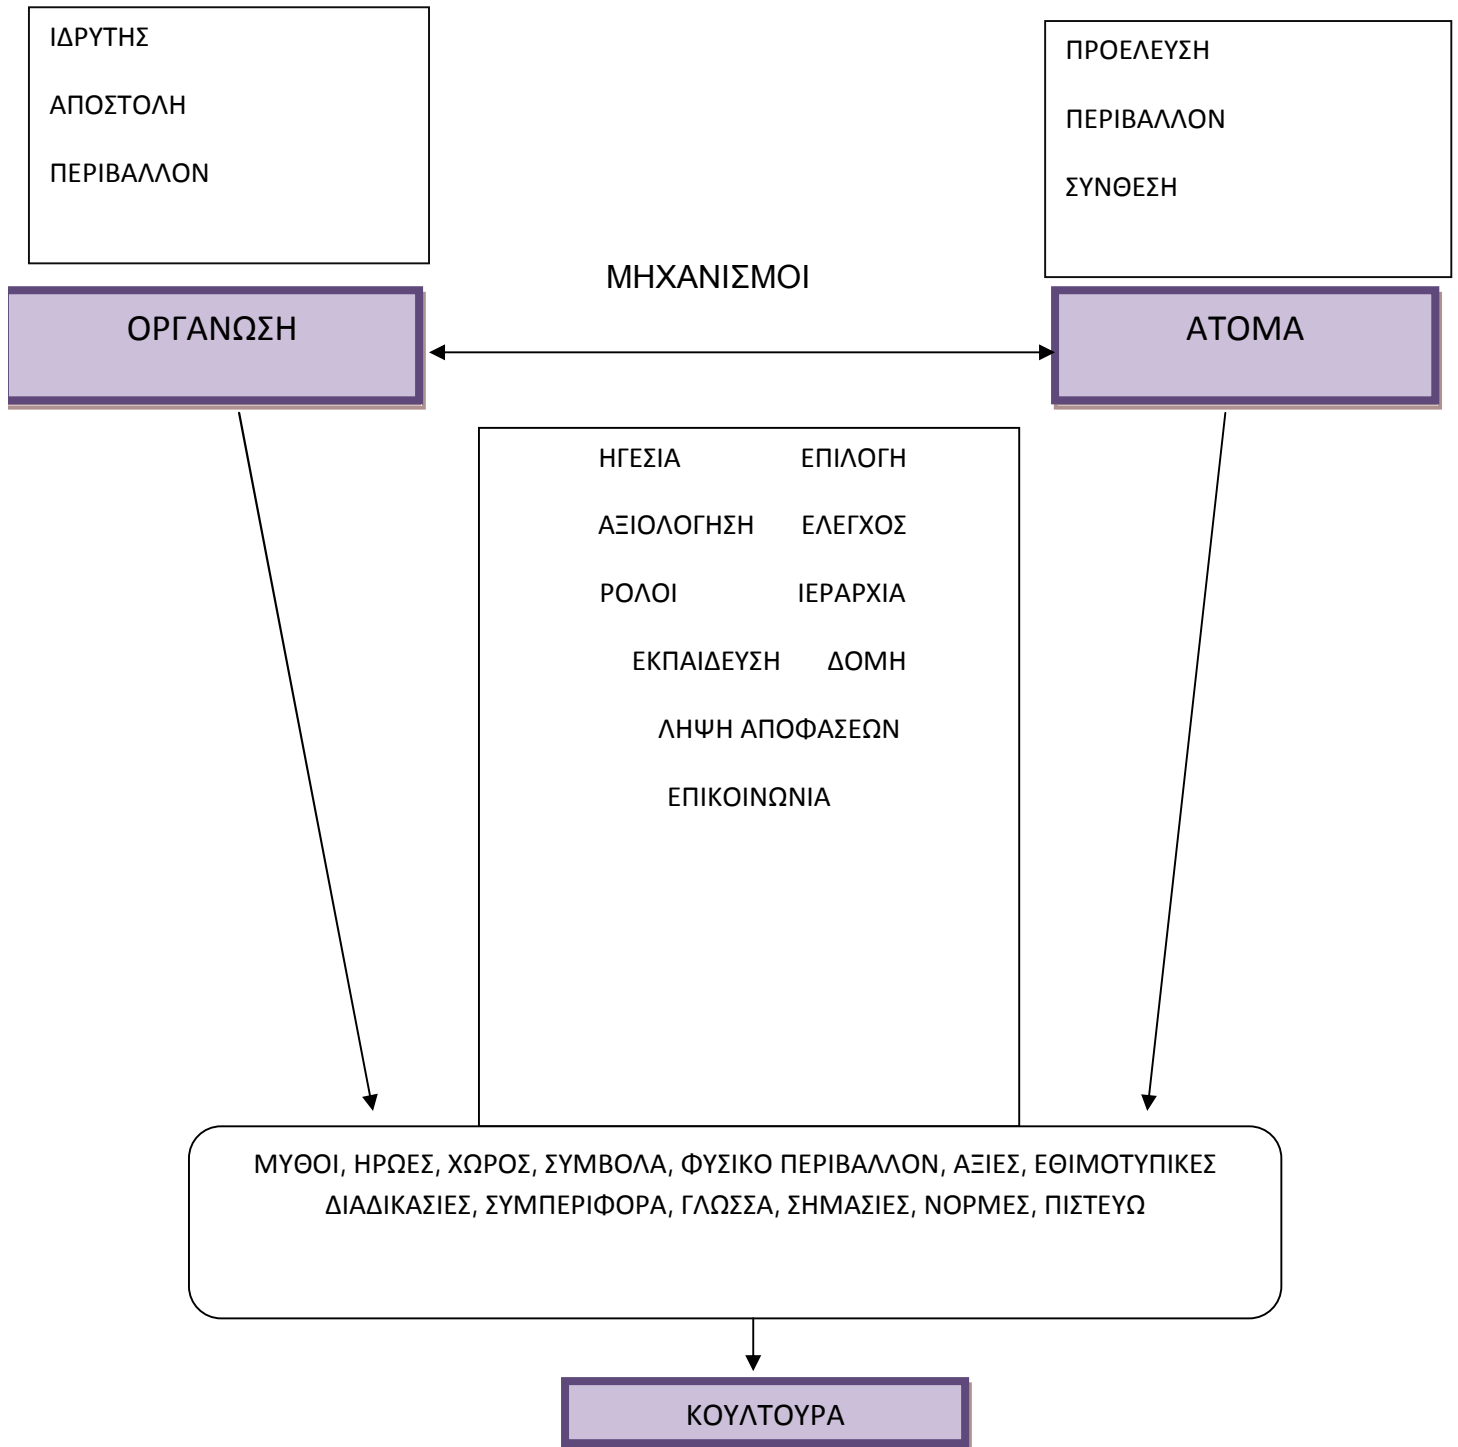 ΙΔΡΥΤΗΣ
ΑΠΟΣΤΟΛΗ
ΠΕΡΙΒΑΛΛΟΝ
ΠΡΟΕΛΕΥΣΗ
ΠΕΡΙΒΑΛΛΟΝ
ΣΥΝΘΕΣΗ
ΜΗΧΑΝΙΣΜΟΙ
ΟΡΓΑΝΩΣΗ
ΑΤΟΜΑ
ΗΓΕΣΙΑ ΕΠΙΛΟΓΗ
ΑΞΙΟΛΟΓΗΣΗ ΕΛΕΓΧΟΣ
ΡΟΛΟΙ ΙΕΡΑΡΧΙΑ
ΕΚΠΑΙΔΕΥΣΗ ΔΟΜΗ
ΛΗΨΗ ΑΠΟΦΑΣΕΩΝ
ΕΠΙΚΟΙΝΩΝΙΑ
ΜΥΘΟΙ, ΗΡΩΕΣ, ΧΩΡΟΣ, ΣΥΜΒΟΛΑ, ΦΥΣΙΚΟ ΠΕΡΙΒΑΛΛΟΝ, ΑΞΙΕΣ, ΕΘΙΜΟΤΥΠΙΚΕΣ
ΔΙΑΔΙΚΑΣΙΕΣ, ΣΥΜΠΕΡΙΦΟΡΑ, ΓΛΩΣΣΑ, ΣΗΜΑΣΙΕΣ, ΝΟΡΜΕΣ, ΠΙΣΤΕΥΩ
ΚΟΥΛΤΟΥΡΑ